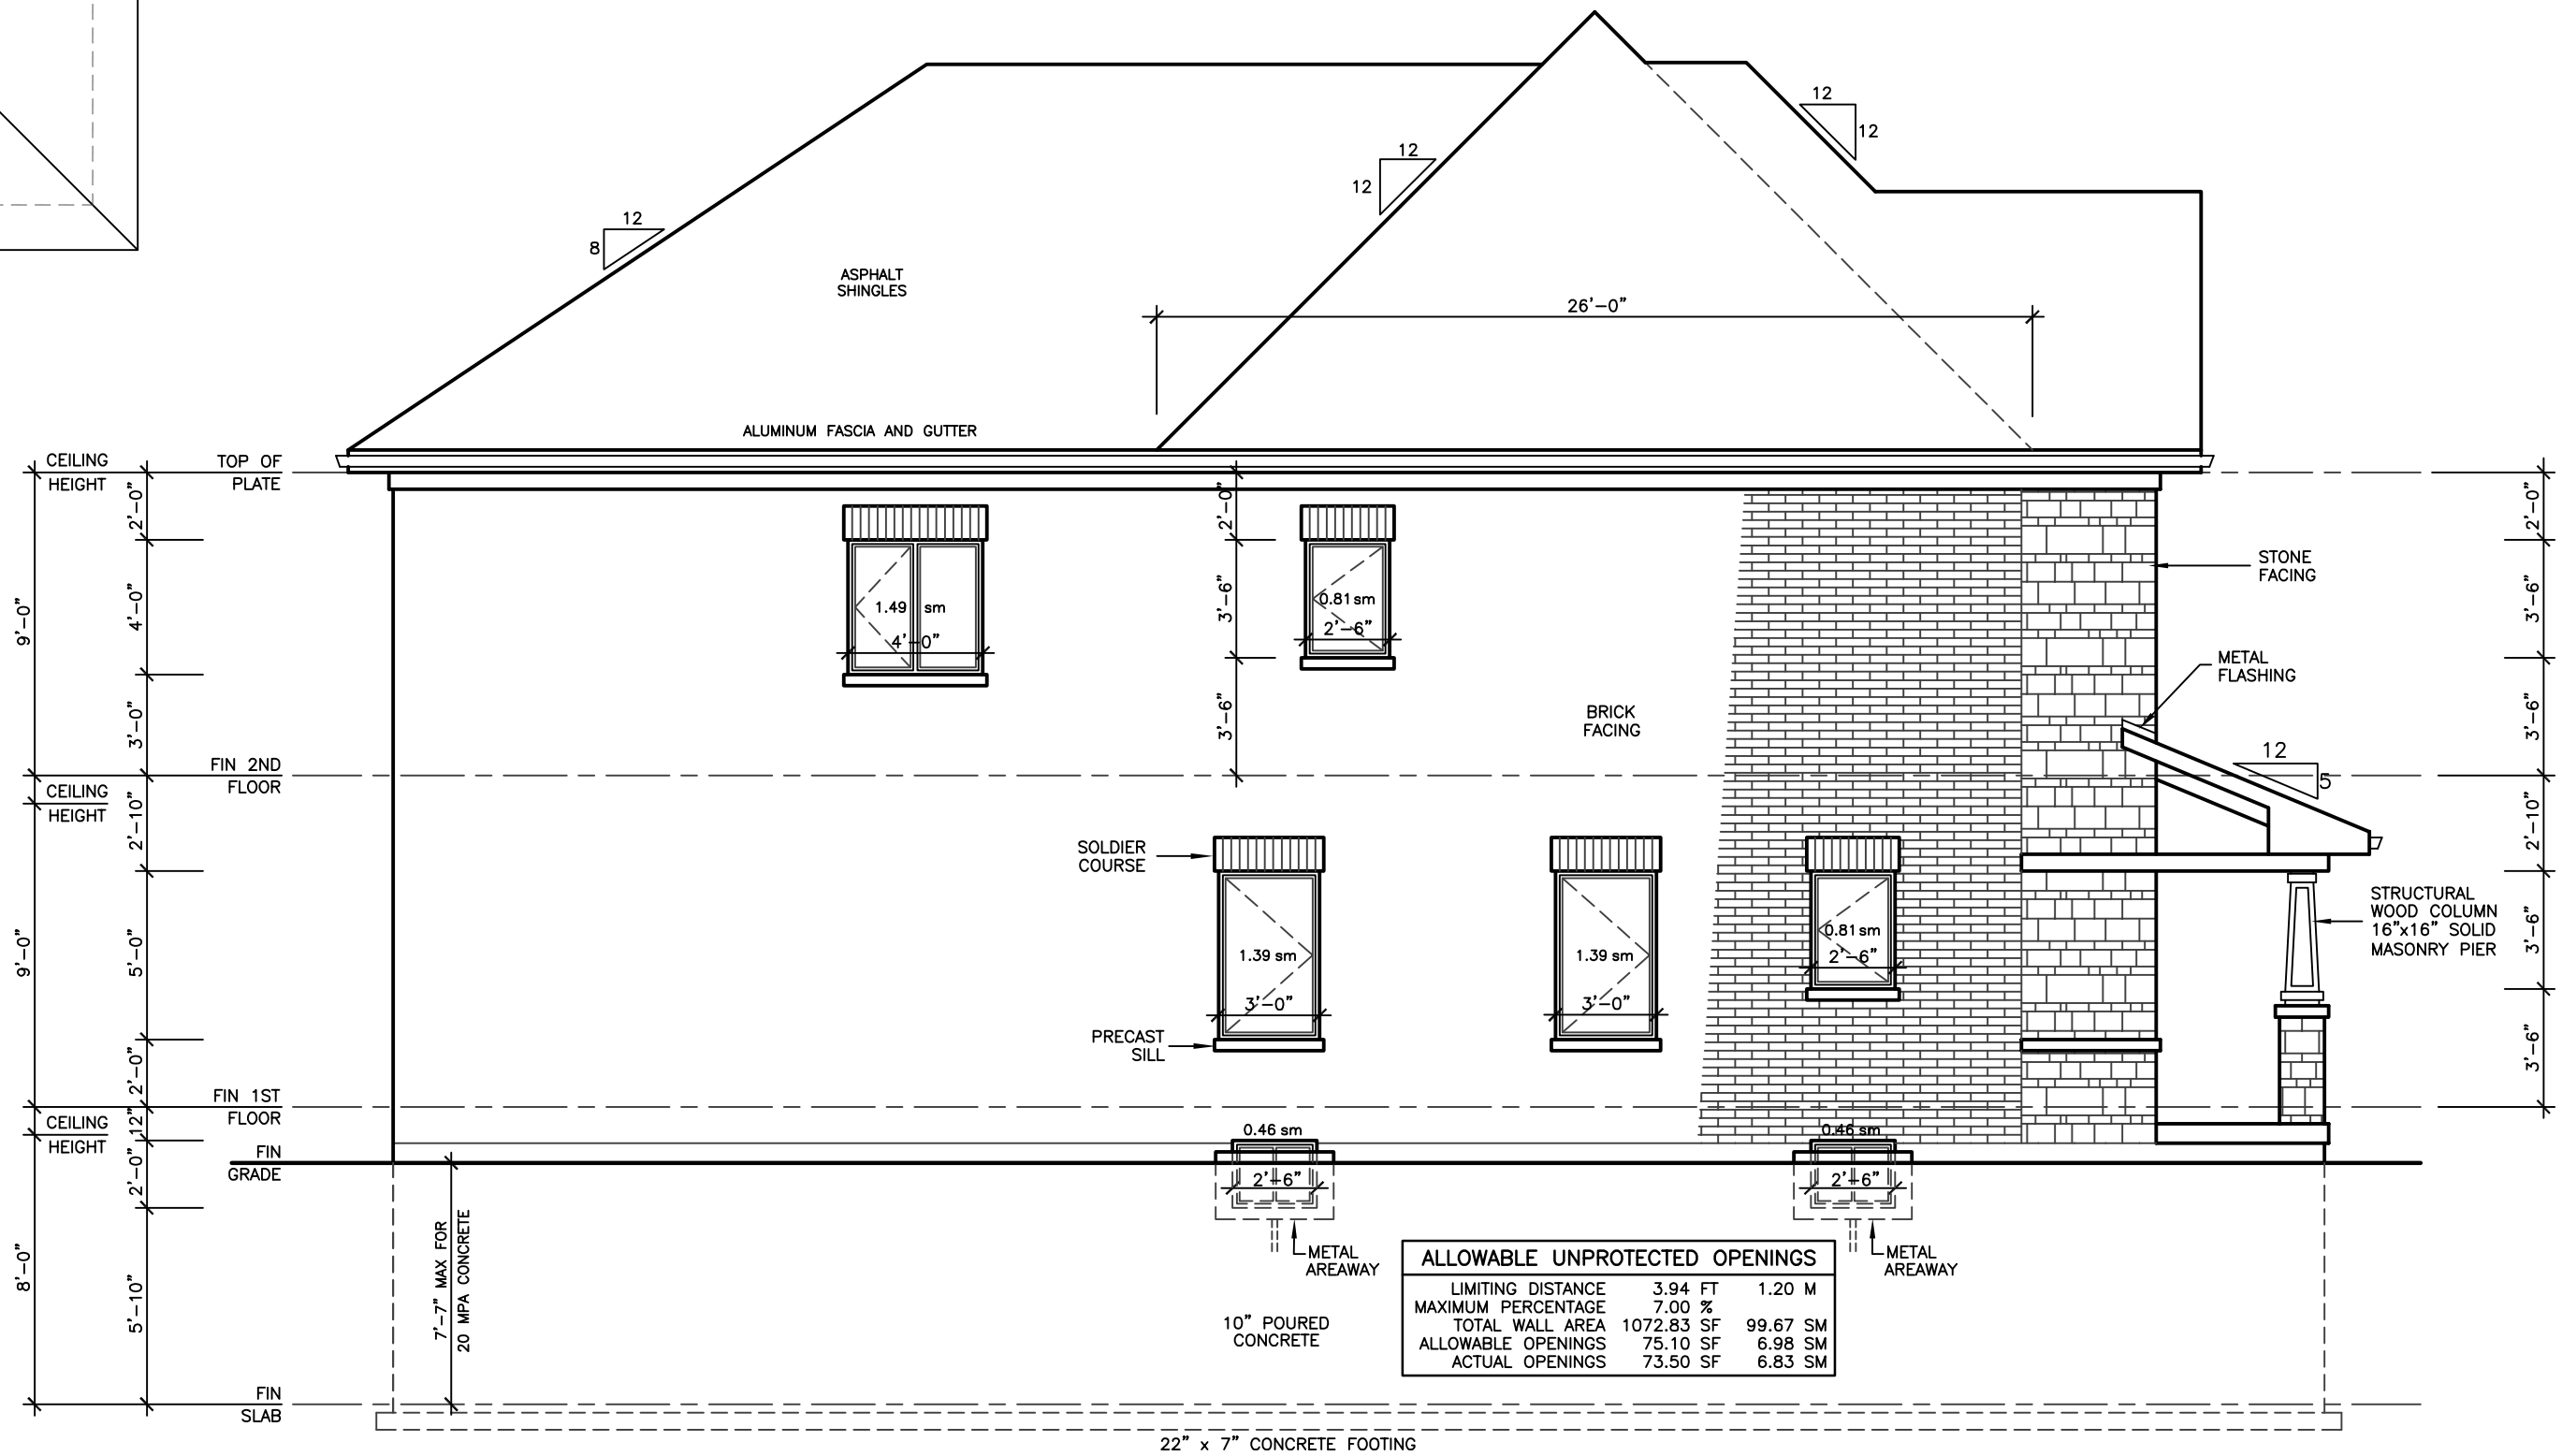 12
12
12
12
12
8
ASPHALT
SHINGLES
26'-0"
ALUMINUM FASCIA AND GUTTER
CEILING
HEIGHT
TOP OF
PLATE
2'-0"
4'-0"
3'-0"
9'-0"
FIN 2ND
FLOOR
CEILING
HEIGHT
2'-10"
5'-0"
2'-0"
9'-0"
FIN 1ST
FLOOR
CEILING
HEIGHT
12"
2'-0"
5'-10"
8'-0"
FIN
GRADE
FIN
SLAB
7'-7" MAX FOR
20 MPA CONCRETE
1.49 sm
4'-0"
2'-0"
3'-6"
3'-6"
0.81 sm
2'-6"
BRICK
FACING
STONE
FACING
METAL
FLASHING
12
5
SOLDIER
COURSE
PRECAST
SILL
1.39 sm
3'-0"
1.39 sm
3'-0"
0.81 sm
2'-6"
STRUCTURAL
WOOD COLUMN
16"x16" SOLID
MASONRY PIER
2'-0"
3'-6"
3'-6"
2'-10"
3'-6"
3'-6"
0.46 sm
2'-6"
0.46 sm
2'-6"
METAL
AREAWAY
METAL
AREAWAY
10" POURED
CONCRETE
ALLOWABLE UNPROTECTED OPENINGS
LIMITING DISTANCE 3.94 FT 1.20 M
MAXIMUM PERCENTAGE 7.00 %
TOTAL WALL AREA 1072.83 SF 99.67 SM
ALLOWABLE OPENINGS 75.10 SF 6.98 SM
ACTUAL OPENINGS 73.50 SF 6.83 SM
22" x 7" CONCRETE FOOTING